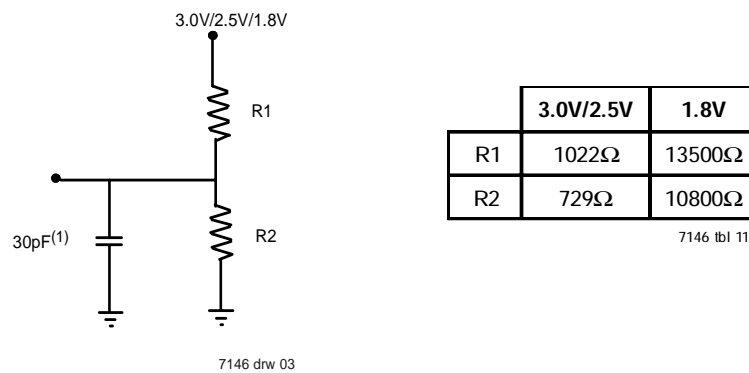 3.0V/2.5V/1.8V
R1
R2
30pF(1)
7146 drw 03
3.0V/2.5V 1.8V
R1 1022Ω 13500Ω
R2 729Ω 10800Ω
7146 tbl 11